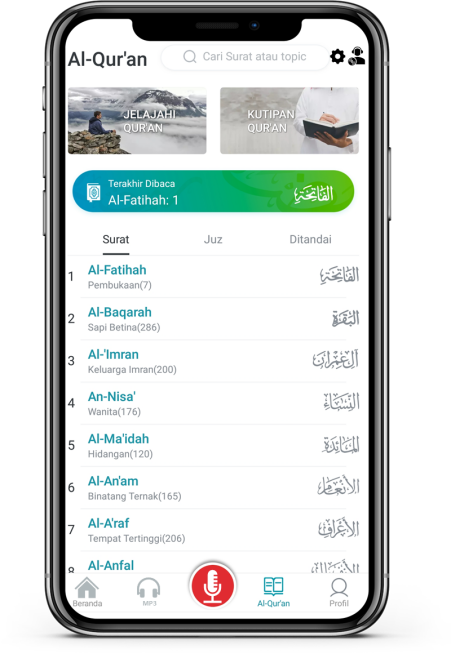 Al-Qur'an
Cari Surat atau topic
JELAJAHI
QUR'AN
KUTIPAN
QUR'AN
Terakhir Dibaca
Al-Fatihah: 1
الفاتحة
Surat
Juz
Ditandai
1
Al-Fatihah
Pembukaan(7)
الفاتحة
2
Al-Baqarah
Sapi Betina(286)
البقرة
3
Al-'Imran
Keluarga Imran(200)
آل عمران
4
An-Nisa'
Wanita(176)
النساء
5
Al-Ma'idah
Hidangan(120)
المائدة
6
Al-An'am
Binatang Ternak(165)
الأنعام
7
Al-A'raf
Tempat Tertinggi(206)
الأعراف
8
Al-Anfal
الأنفال
Beranda
MP3
Al-Qur'an
Profil